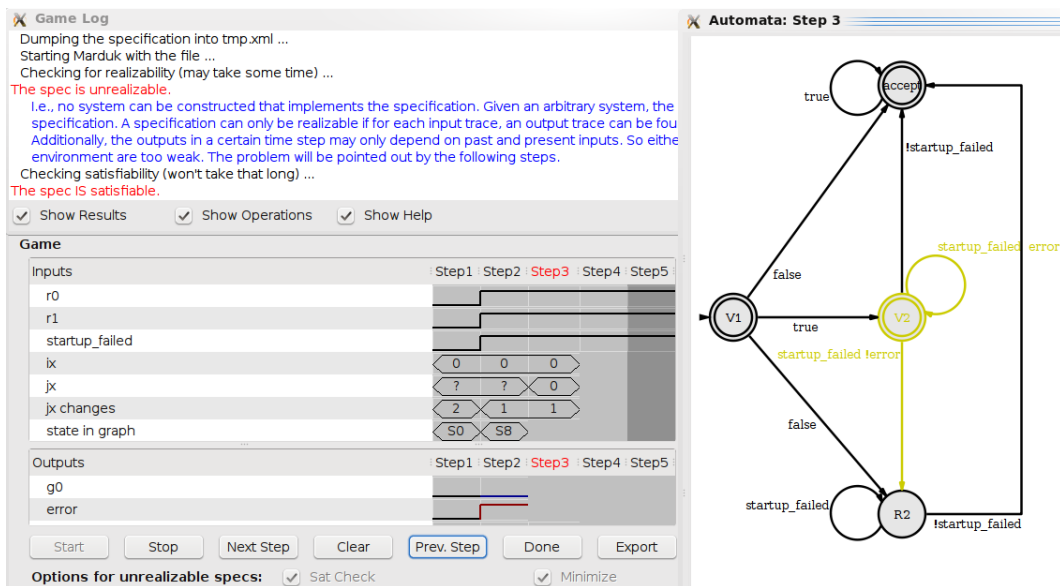 Game Log
Dumping the specification into tmp.xml ...
Starting Marduk with the file ...
Checking for realizability (may take some time) ...
The spec is unrealizable.
I.e., no system can be constructed that implements the specification. Given an arbitrary system, the
specification. A specification can only be realizable if for each input trace, an output trace can be fou
Additionally, the outputs in a certain time step may only depend on past and present inputs. So eithe
environment are too weak. The problem will be pointed out by the following steps.
Checking satisfiability (won't take that long) ...
The spec IS satisfiable.
Show Results Show Operations Show Help
Game
Inputs Step1 Step2 Step3 Step4 Step5
r0
r1
startup_failed
ix 0 0 0
jx ? ? 0
jx changes 2 1 1
state in graph S0 S8
Outputs Step1 Step2 Step3 Step4 Step5
g0
error
Start Stop Next Step Clear Prev. Step Done Export
Options for unrealizable specs: Sat Check Minimize
Automata: Step 3
accept
true
!startup_failed
startup_failed error
false
V1
V2
true
startup_failed !error
false
startup_failed
R2
!startup_failed